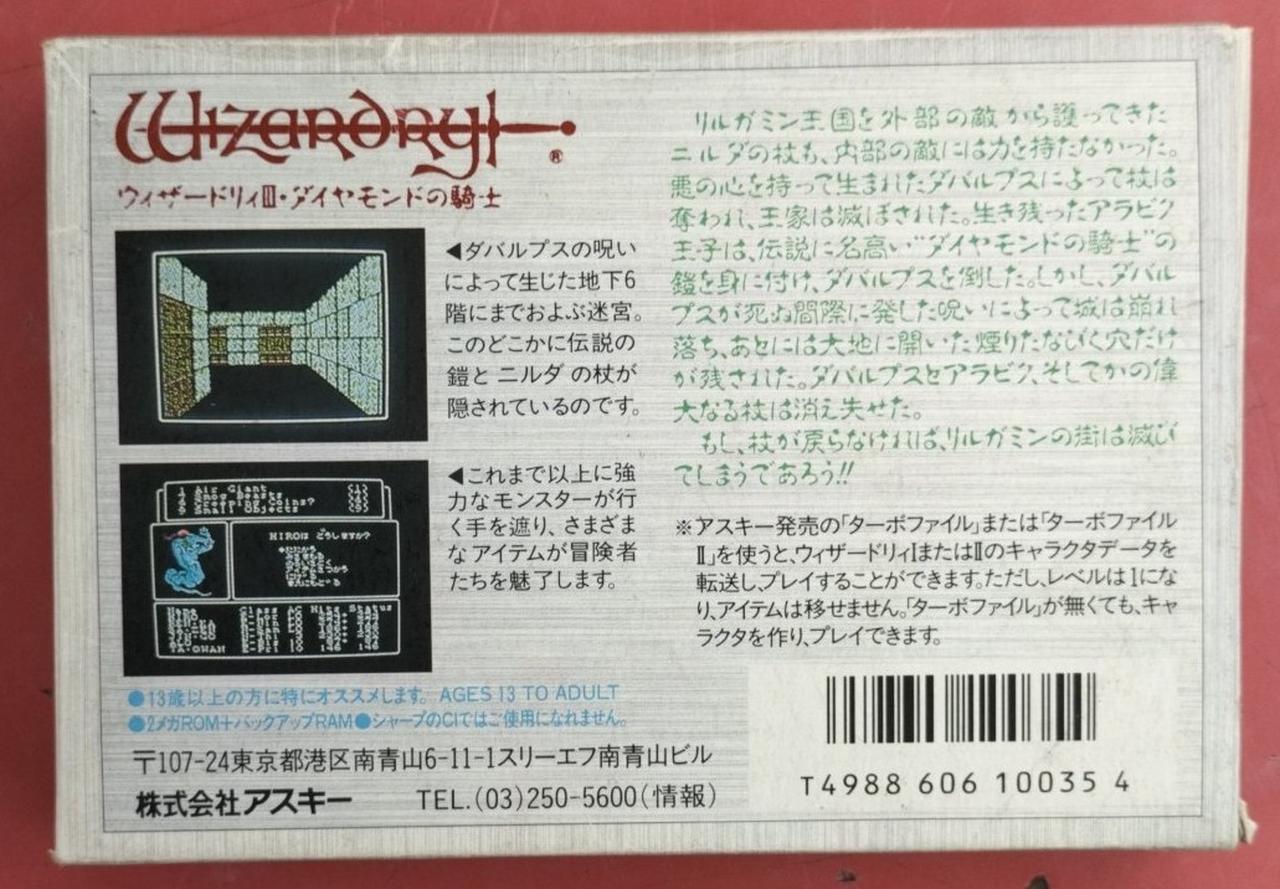 Wizardry®
ウィザードリィⅢ・ダイヤモンドの騎士
◀ダバルプスの呪い
によって生じた地下6
階にまでおよぶ迷宮。
このどこかに伝説の
鎧と ニルダ の杖が
隠されているのです。
Air Giant (1)
Creeping Coins?
Small Objects (9)
HIROは どうしますか?
◀これまで以上に強
力なモンスターが行
く手を遮り、さまざま
なアイテムが冒険者
たちを魅了します。
●13歳以上の方に特にオススメします。 AGES 13 TO ADULT
●2メガROM+バックアップRAM●シャープのC1ではご使用になれません。
〒107-24東京都港区南青山6-11-1スリーエフ南青山ビル
株式会社アスキー TEL.(03)250-5600(情報)
リルガミン王国を外部の敵から護ってきた
ニルダの杖も、内部の敵には力を持たなかった。
悪の心を持って生まれたダバルプスによって杖は
奪われ、王家は滅ぼされた。生き残ったアラビク
王子は、伝説に名高い“ダイヤモンドの騎士”の
鎧を身に付け、ダバルプスを倒した。しかし、ダバル
プスが死ぬ間際に発した呪いによって城は崩れ
落ち、あとには大地に開いた煙りたなびく穴だけ
が残された。ダバルプスとアラビク、そしてかの偉
大なる杖は消え失せた。
もし、杖が戻らなければ、リルガミンの街は滅び
てしまうであろう!!
※アスキー発売の「ターボファイル」または「ターボファイル
Ⅱ」を使うと、ウィザードリィⅠまたはⅡのキャラクタデータを
転送し、プレイすることができます。ただし、レベルは1にな
り、アイテムは移せません。「ターボファイル」が無くても、キャ
ラクタを作り、プレイできます。
T4988 606 10035 4